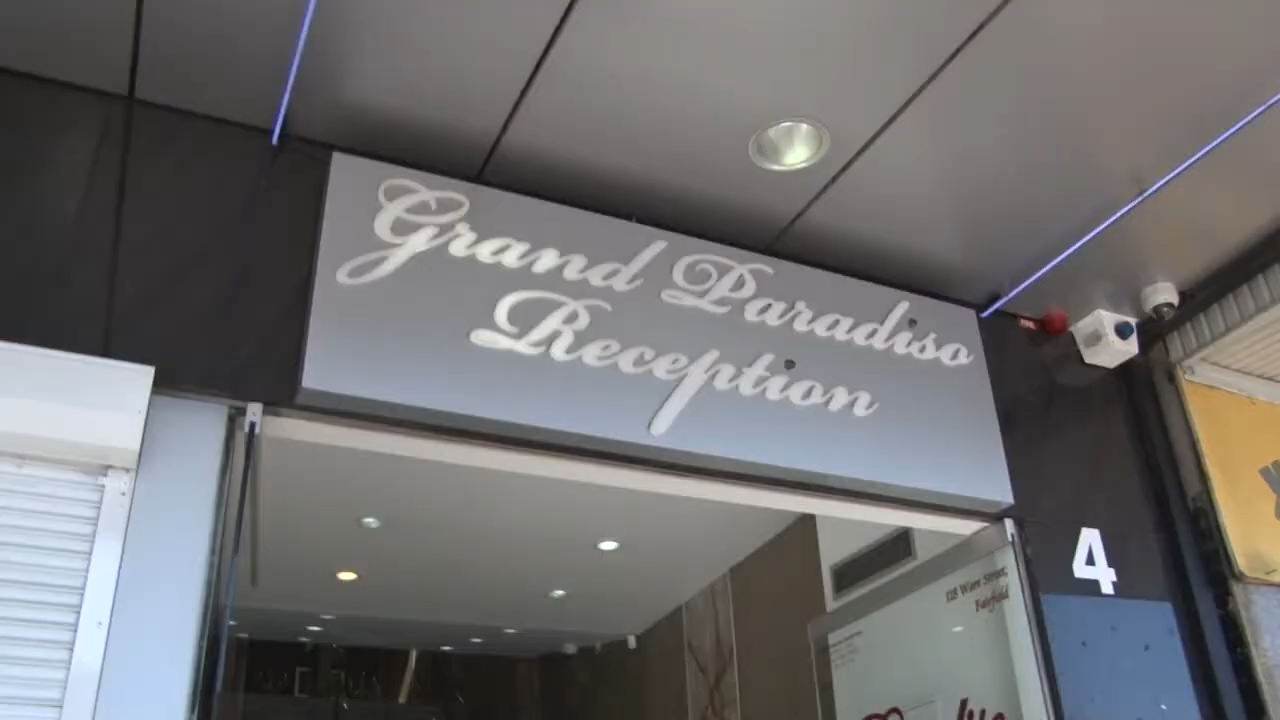 Grand Paradiso
Reception
4
118 Ware Street,
Fairfield